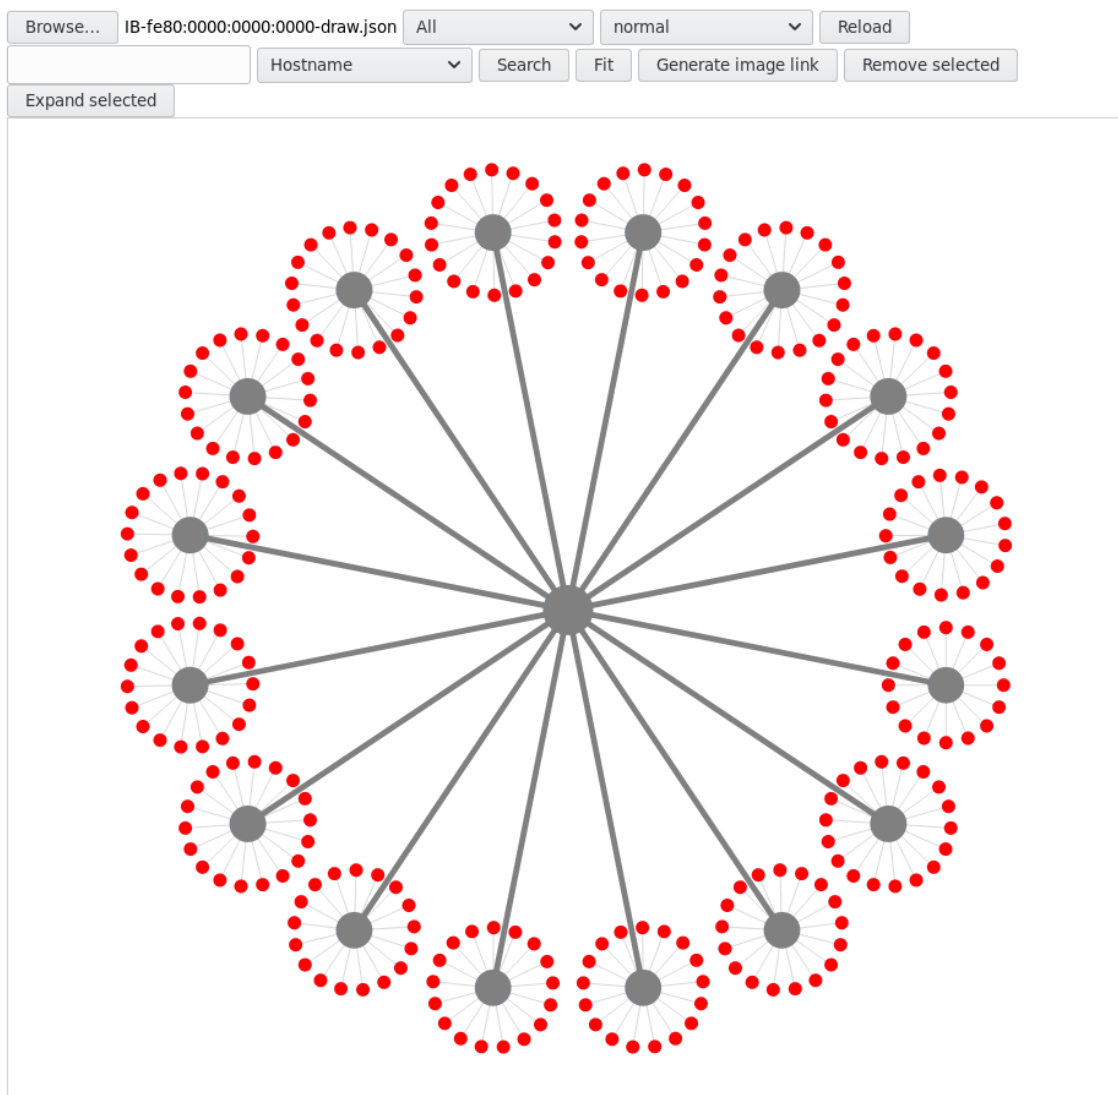 Browse... IB-fe80:0000:0000:0000-draw.json All normal Reload
Hostname Search Fit Generate image link Remove selected
Expand selected